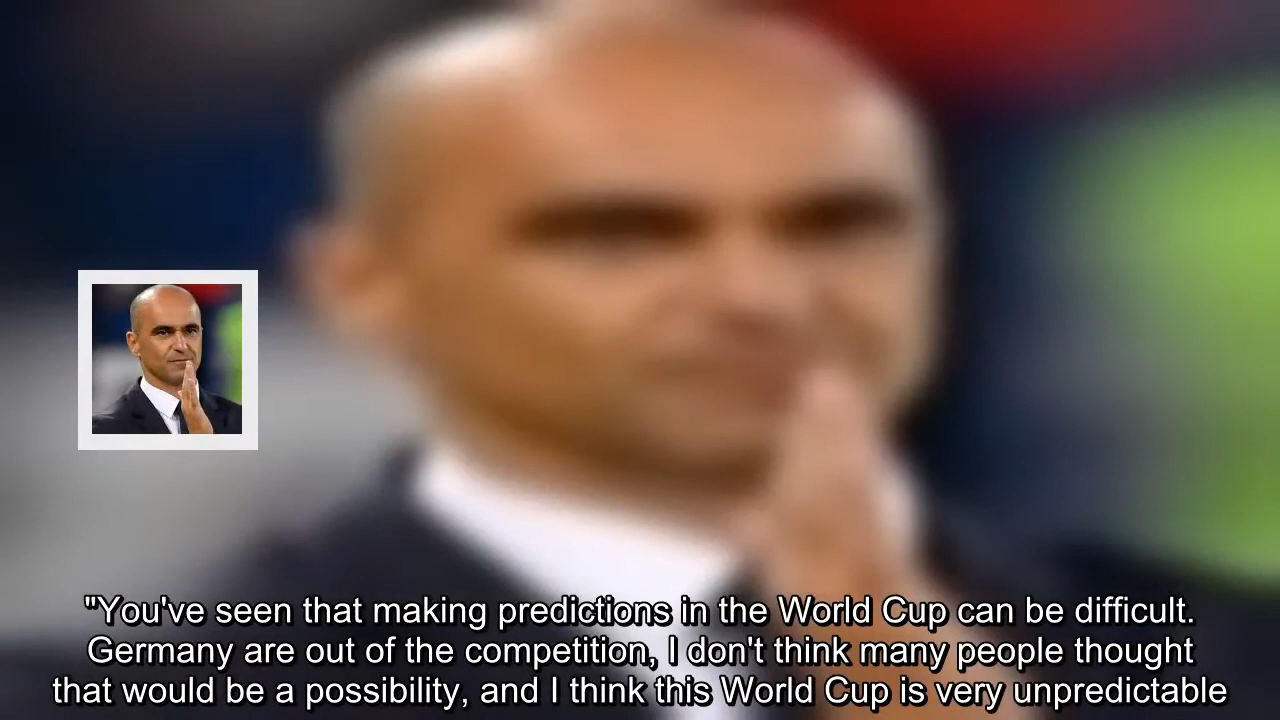 "You've seen that making predictions in the World Cup can be difficult.
Germany are out of the competition, I don't think many people thought
that would be a possibility, and I think this World Cup is very unpredictable